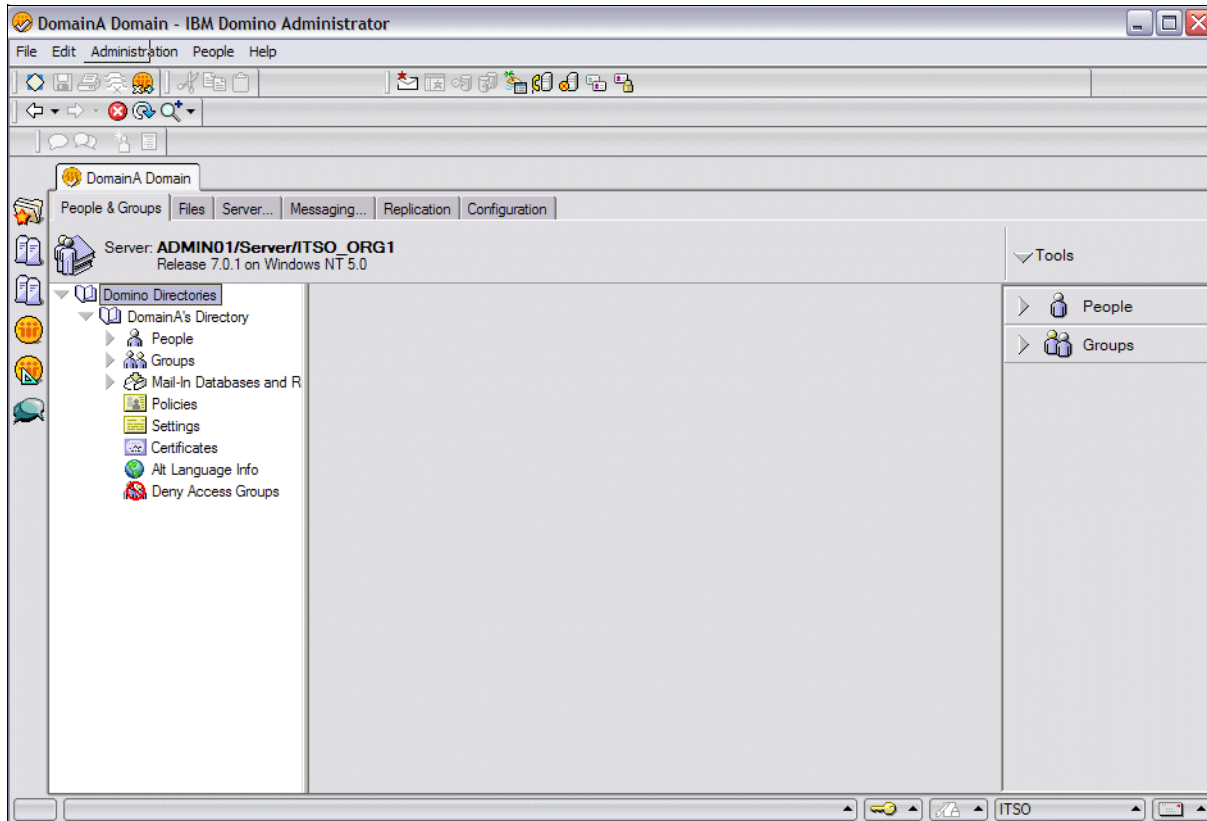 DomainA Domain - IBM Domino Administrator
File Edit Administration People Help
DomainA Domain
People & Groups Files Server... Messaging... Replication Configuration
Server: ADMIN01/Server/ITSO_ORG1
Release 7.0.1 on Windows NT 5.0
Tools
Domino Directories
DomainA's Directory
People
Groups
Mail-In Databases and R
Policies
Settings
Certificates
Alt Language Info
Deny Access Groups
People
Groups
ITSO